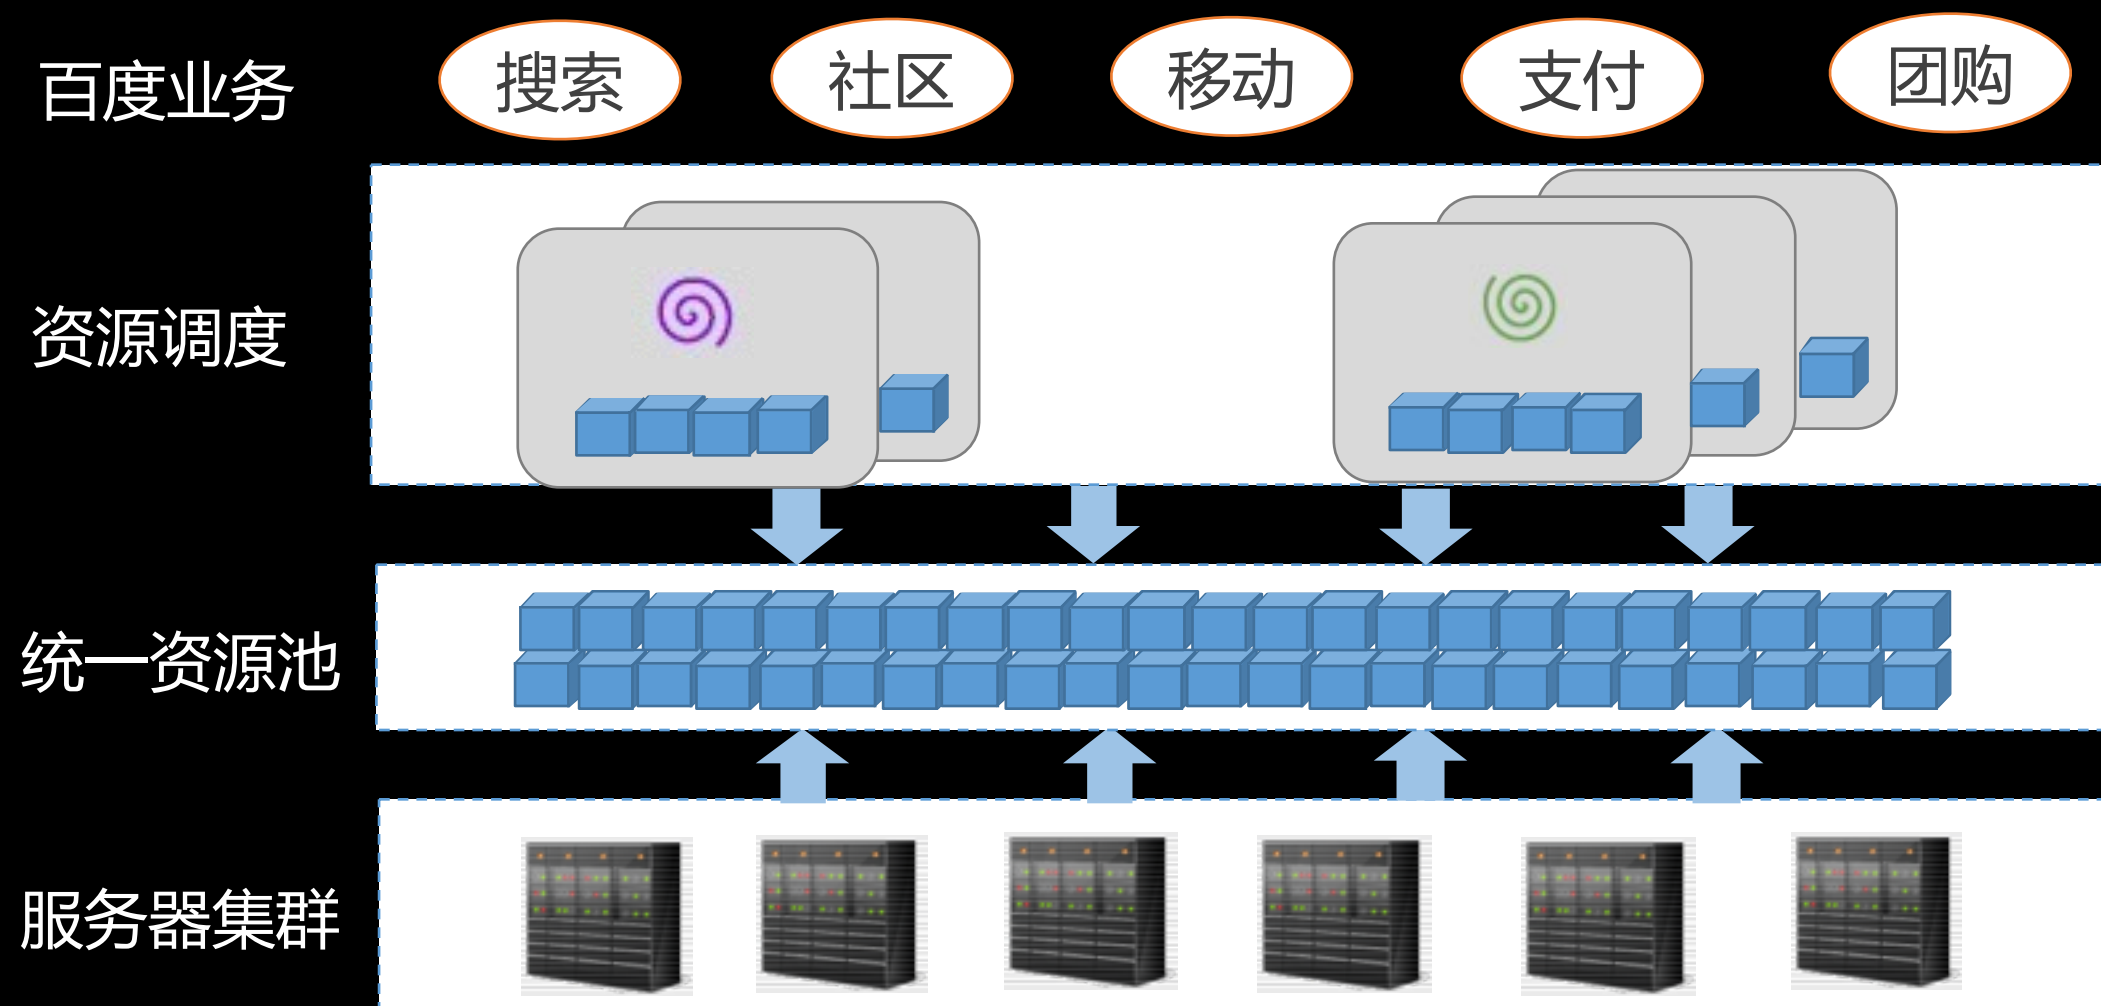 百度业务
搜索
社区
移动
支付
团购
资源调度
统一资源池
服务器集群